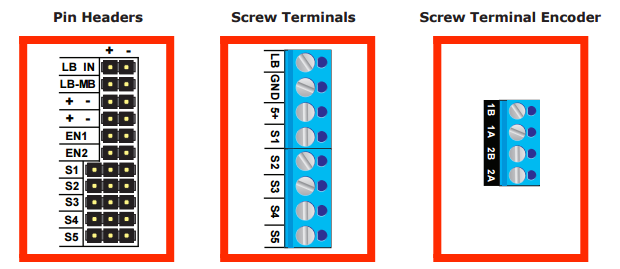 Pin Headers
+ -
LB IN
LB-MB
+ -
+ -
EN1
EN2
S1
S2
S3
S4
S5
Screw Terminals
LB
GND
5+
S1
S2
S3
S4
S5
Screw Terminal Encoder
1B
1A
2B
2A